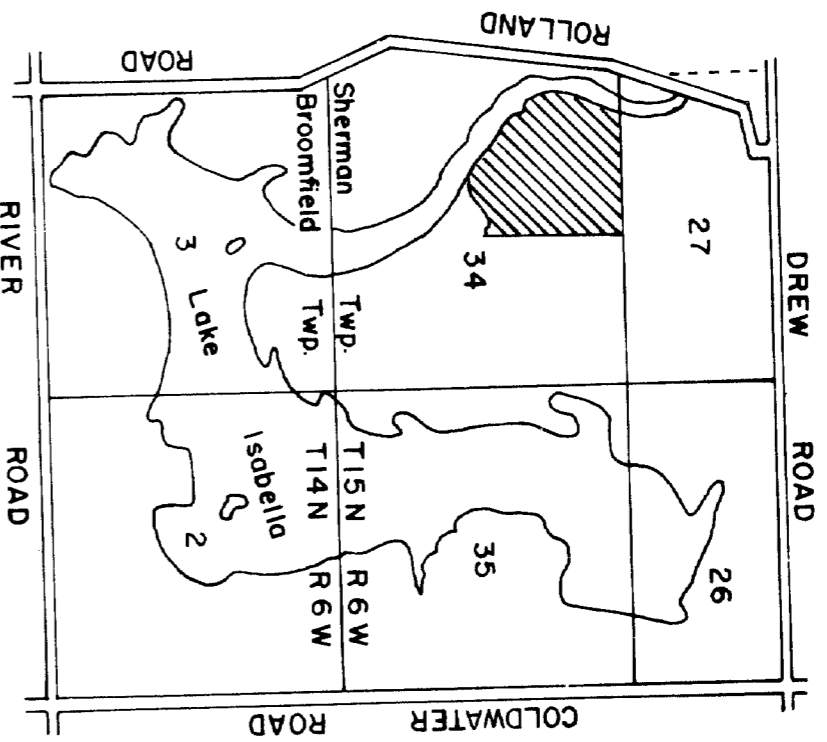 DREW ROAD
27
26
ROLLAND ROAD
34
35
Sherman Twp. T15N R6W
Broomfield Twp. T14N R6W
Lake Isabella
3
2
RIVER ROAD
COLDWATER ROAD